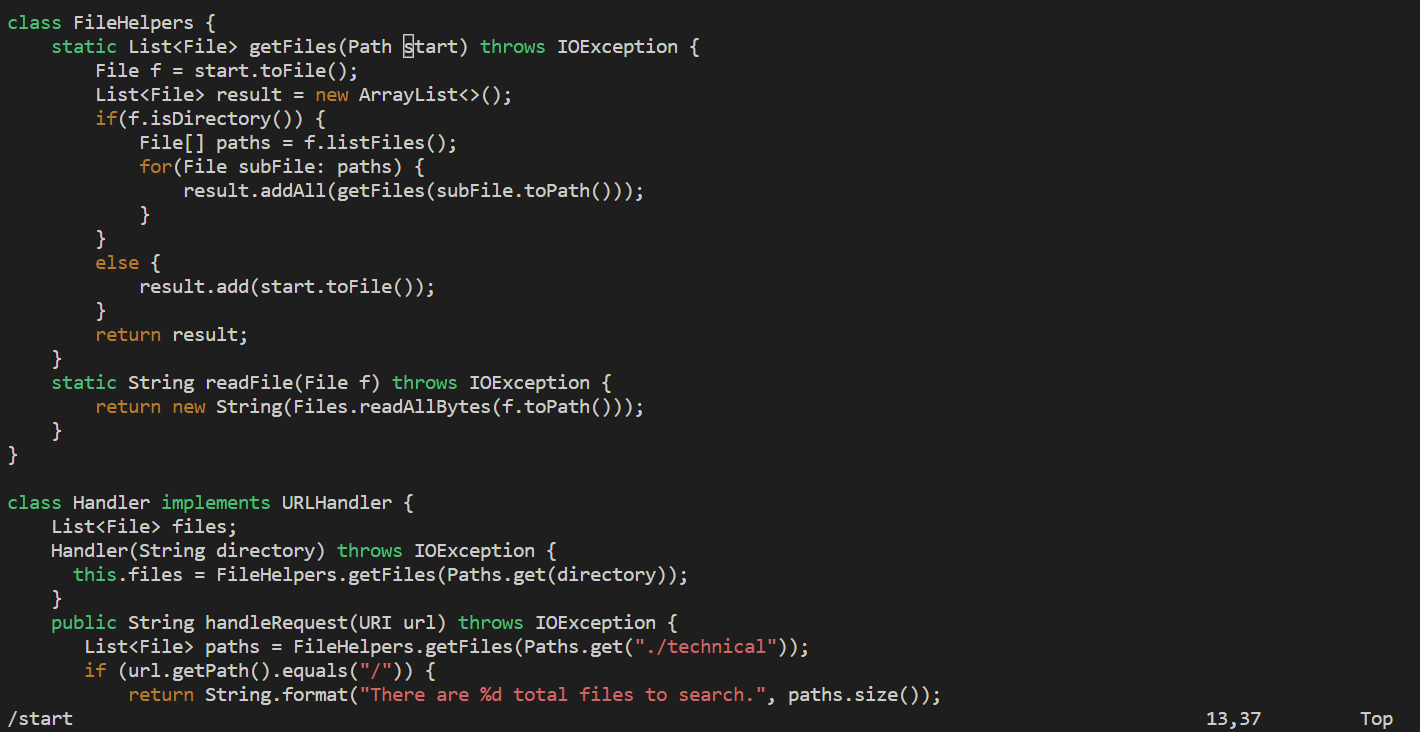 class FileHelpers {
    static List<File> getFiles(Path start) throws IOException {
        File f = start.toFile();
        List<File> result = new ArrayList<>();
        if(f.isDirectory()) {
            File[] paths = f.listFiles();
            for(File subFile: paths) {
                result.addAll(getFiles(subFile.toPath()));
            }
        }
        else {
            result.add(start.toFile());
        }
        return result;
    }
    static String readFile(File f) throws IOException {
        return new String(Files.readAllBytes(f.toPath()));
    }
}

class Handler implements URLHandler {
    List<File> files;
    Handler(String directory) throws IOException {
      this.files = FileHelpers.getFiles(Paths.get(directory));
    }
    public String handleRequest(URI url) throws IOException {
       List<File> paths = FileHelpers.getFiles(Paths.get("./technical"));
       if (url.getPath().equals("/")) {
           return String.format("There are %d total files to search.", paths.size());
/start 13,37 Top